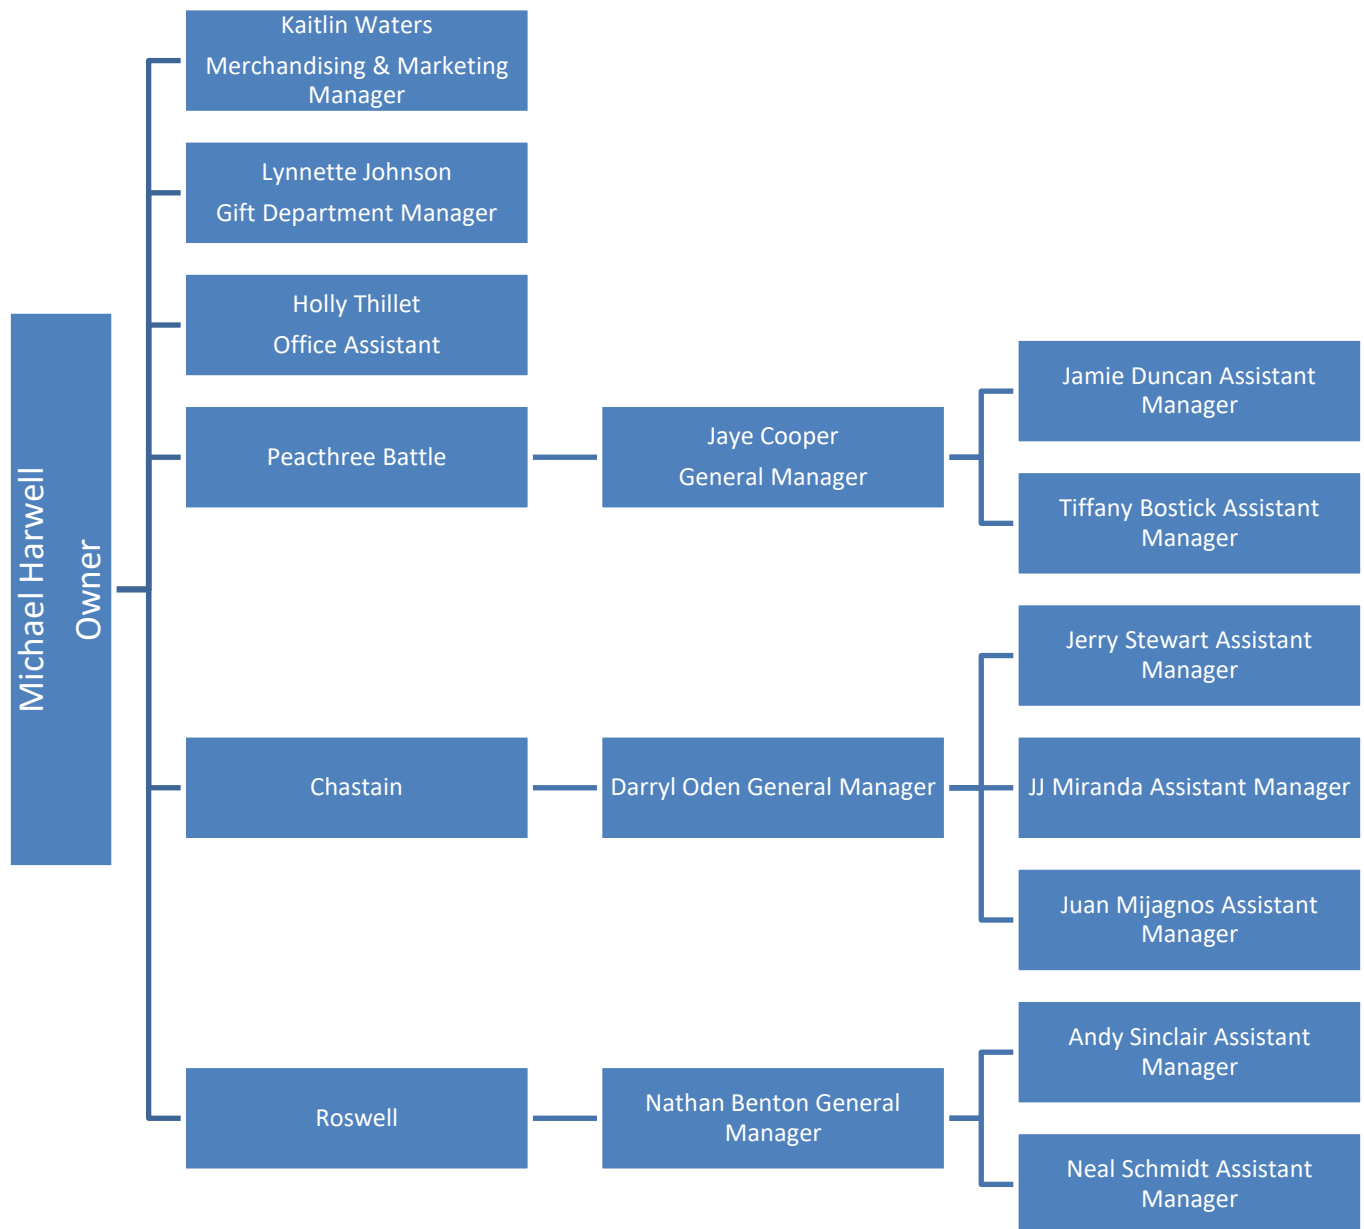 Michael Harwell
Owner
Kaitlin Waters
Merchandising & Marketing
Manager
Lynnette Johnson
Gift Department Manager
Holly Thillet
Office Assistant
Peacthree Battle
Jaye Cooper
General Manager
Jamie Duncan Assistant
Manager
Tiffany Bostick Assistant
Manager
Chastain
Darryl Oden General Manager
Jerry Stewart Assistant
Manager
JJ Miranda Assistant Manager
Juan Mijagnos Assistant
Manager
Roswell
Nathan Benton General
Manager
Andy Sinclair Assistant
Manager
Neal Schmidt Assistant
Manager